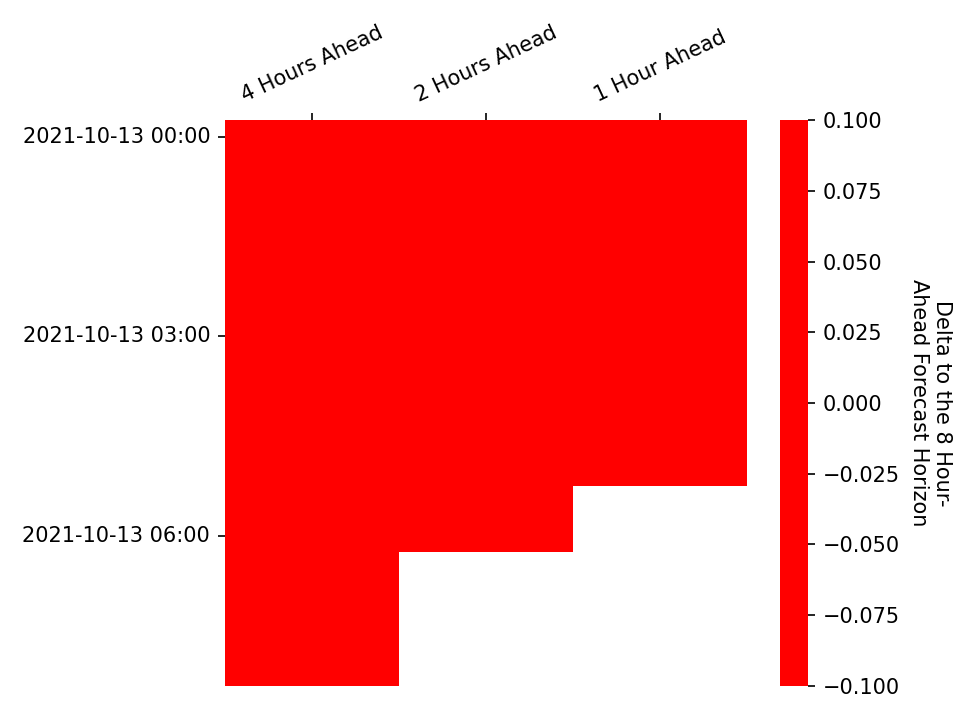 4 Hours Ahead
2 Hours Ahead
1 Hour Ahead
2021-10-13 00:00
2021-10-13 03:00
2021-10-13 06:00
0.100
0.075
0.050
0.025
0.000
−0.025
−0.050
−0.075
−0.100
Delta to the 8 Hour-
Ahead Forecast Horizon